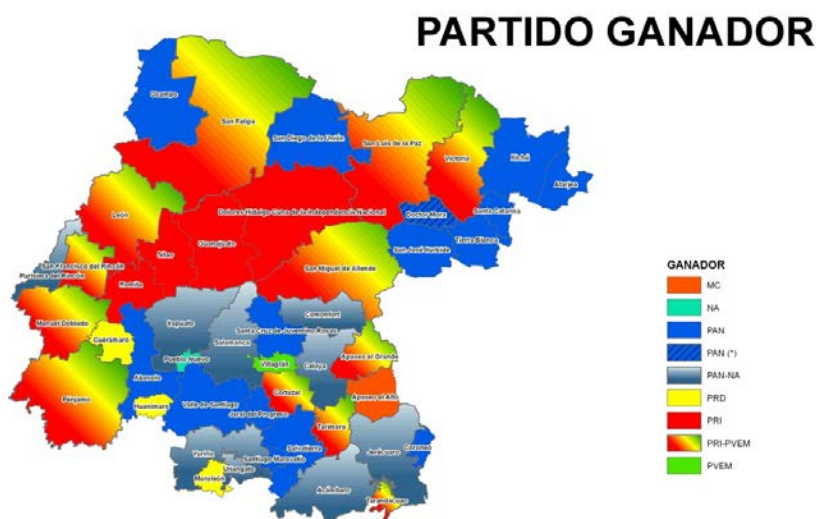 PARTIDO GANADOR
Ocampo
San Felipe
San Diego de la Unión
San Luis de la Paz
Victoria
Xichú
Atarjea
León
Dolores Hidalgo Cuna de la Independencia Nacional
Doctor Mora
Santa Catarina
Guanajuato
Silao
San José Iturbide
Tierra Blanca
San Francisco del Rincón
Purísima del Rincón
San Miguel de Allende
Romita
Manuel Doblado
Irapuato
Comonfort
Cuerámaro
Salamanca
Santa Cruz de Juventino Rosas
Pueblo Nuevo
Villagrán
Celaya
Apaseo el Grande
Abasolo
Pénjamo
Cortazar
Apaseo el Alto
Huanímaro
Valle de Santiago
Jaral del Progreso
Tarimoro
Salvatierra
Jerécuaro
Coroneo
Yuriria
Santiago Maravatío
Uriangato
Moroleón
Acámbaro
Tarandacuao
GANADOR
MC
NA
PAN
PAN (*)
PAN-NA
PRD
PRI
PRI-PVEM
PVEM